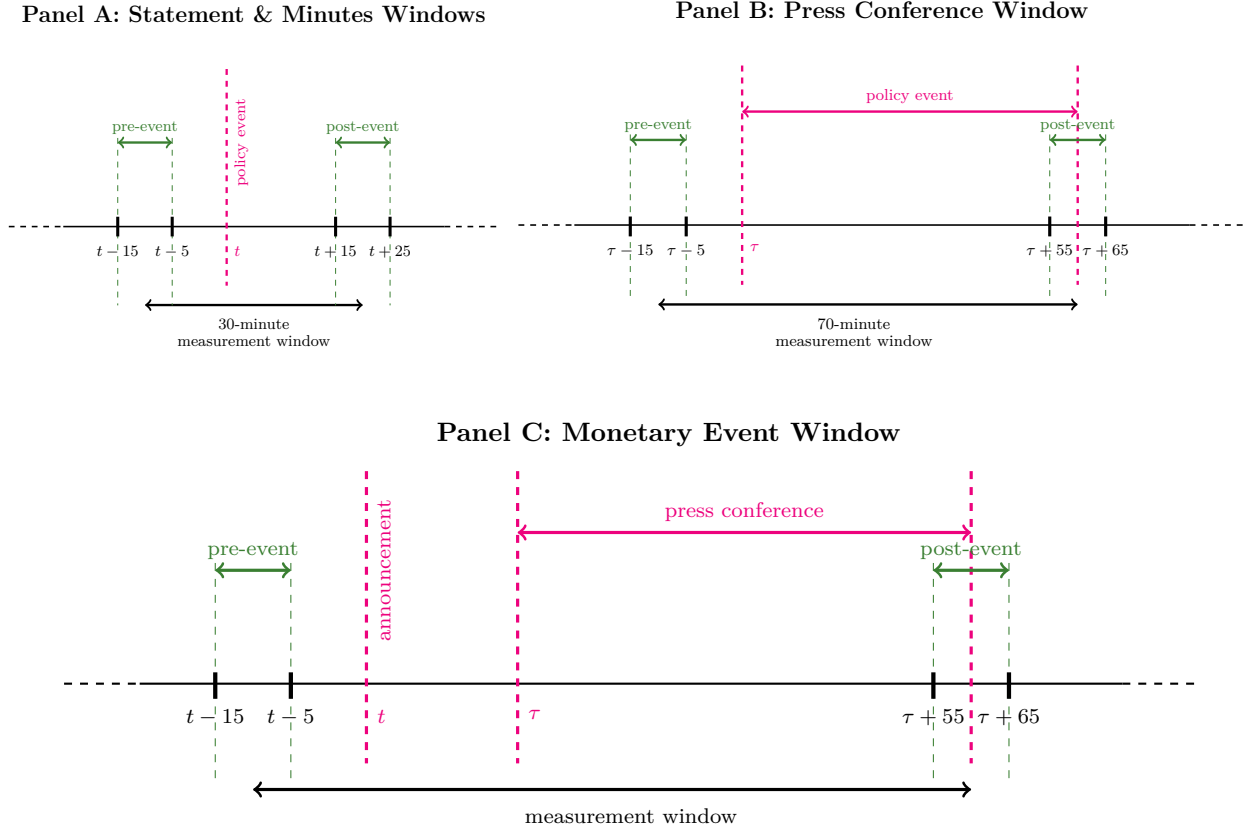 Panel A: Statement & Minutes Windows
policy event
pre-event
post-event
t − 15
t − 5
t
t + 15
t + 25
30-minute
measurement window
Panel B: Press Conference Window
policy event
pre-event
post-event
τ − 15
τ − 5
τ
τ + 55
τ + 65
70-minute
measurement window
Panel C: Monetary Event Window
announcement
press conference
pre-event
post-event
t − 15
t − 5
t
τ
τ + 55
τ + 65
measurement window